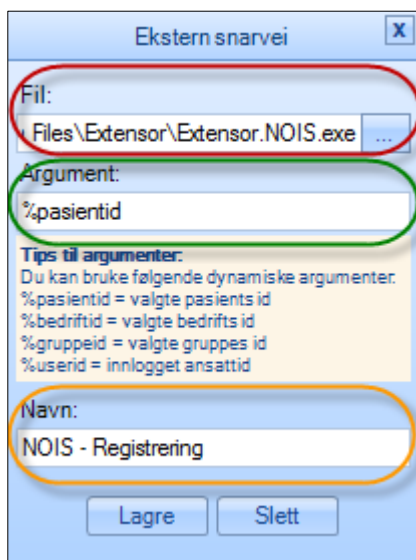 Ekstern snarvei
x
Fil:
Files\Extensor\Extensor.NOIS.exe
...
Argument:
%pasientid
Tips til argumenter:
Du kan bruke følgende dynamiske argumenter:
%pasientid = valgte pasients id
%bedriftid = valgte bedrifts id
%gruppeid = valgte gruppes id
%userid = innlogget ansattid
Navn:
NOIS - Registrering
Lagre Slett